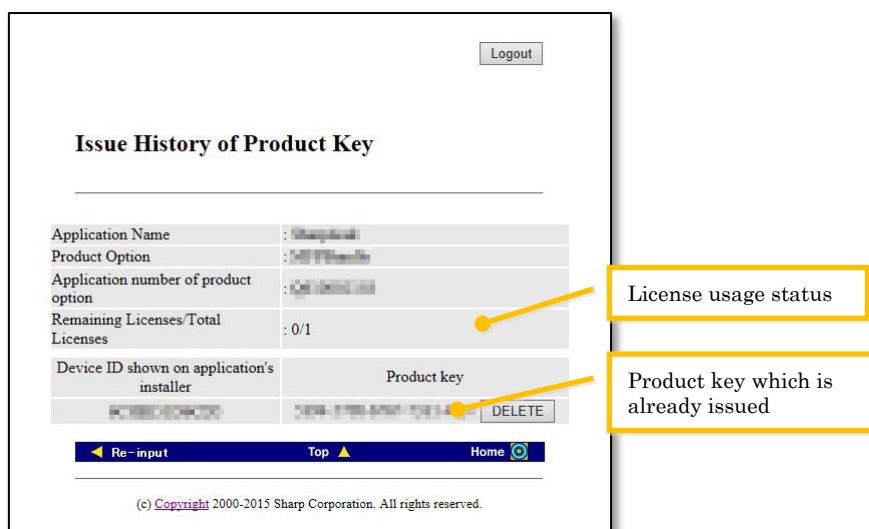 Logout
Issue History of Product Key
Application Name :
Product Option :
Application number of product
option :
Remaining Licenses/Total
Licenses : 0/1
Device ID shown on application's
installer
Product key
DELETE
Re-input Top Home
(c) Copyright 2000-2015 Sharp Corporation. All rights reserved.
License usage status
Product key which is
already issued